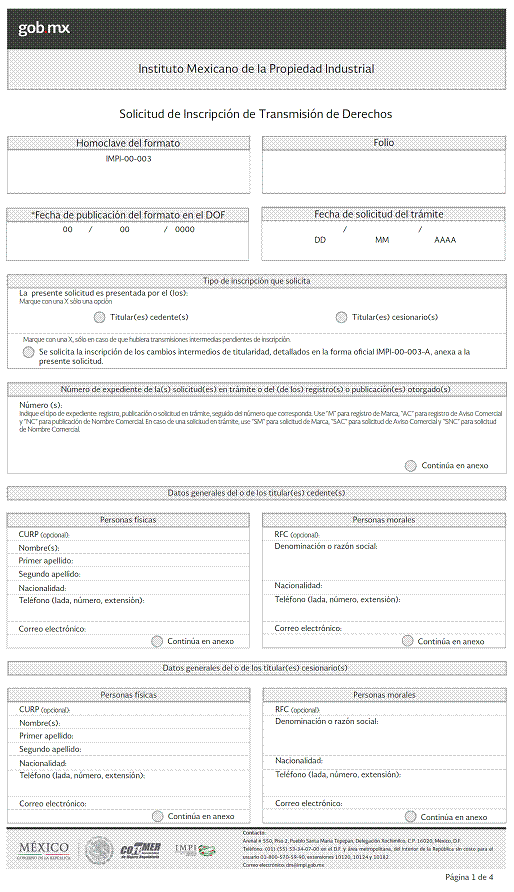 gob.mx
Instituto Mexicano de la Propiedad Industrial
Solicitud de Inscripción de Transmisión de Derechos
Homoclave del formato
IMPI-00-003
Folio
*Fecha de publicación del formato en el DOF
00 / 00 / 0000
Fecha de solicitud del trámite
/ /
DD MM AAAA
Tipo de inscripción que solicita
La presente solicitud es presentada por el (los):
Marque con una X sólo una opción
Titular(es) cedente(s)
Titular(es) cesionario(s)
Marque con una X, sólo en caso de que hubiera transmisiones intermedias pendientes de inscripción.
Se solicita la inscripción de los cambios intermedios de titularidad, detallados en la forma oficial IMPI-00-003-A, anexa a la
presente solicitud.
Número de expediente de la(s) solicitud(es) en trámite o del (de los) registro(s) o publicación(es) otorgado(s)
Número (s):
Indique el tipo de expediente: registro, publicación o solicitud en trámite, seguido del número que corresponda. Use "M" para registro de Marca, "AC" para registro de Aviso Comercial
y "NC" para publicación de Nombre Comercial. En caso de una solicitud en trámite, use "SM" para solicitud de Marca, "SAC" para solicitud de Aviso Comercial y "SNC" para solicitud
de Nombre Comercial.
Continúa en anexo
Datos generales del o de los titular(es) cedente(s)
Personas físicas
CURP (opcional):
Nombre(s):
Primer apellido:
Segundo apellido:
Nacionalidad:
Teléfono (lada, número, extensión):
Correo electrónico:
Continúa en anexo
Personas morales
RFC (opcional):
Denominación o razón social:
Nacionalidad:
Teléfono (lada, número, extensión):
Correo electrónico:
Continúa en anexo
Datos generales del o de los titular(es) cesionario(s)
Personas físicas
CURP (opcional):
Nombre(s):
Primer apellido:
Segundo apellido:
Nacionalidad:
Teléfono (lada, número, extensión):
Correo electrónico:
Continúa en anexo
Personas morales
RFC (opcional):
Denominación o razón social:
Nacionalidad:
Teléfono (lada, número, extensión):
Correo electrónico:
Continúa en anexo
MÉXICO
GOBIERNO DE LA REPÚBLICA
COFEMER
IMPI
Contacto:
Arenal # 550, Piso 2, Pueblo Santa María Tepepan, Delegación Xochimilco, C.P. 16020, México, D.F.
Teléfono: (01) (55) 53-34-07-00 en el D.F. y área metropolitana, del interior de la República sin costo para el
usuario 01-800-570-59-90, extensiones 10120, 10124 y 10182.
Correo electrónico dm@impi.gob.mx
Página 1 de 4